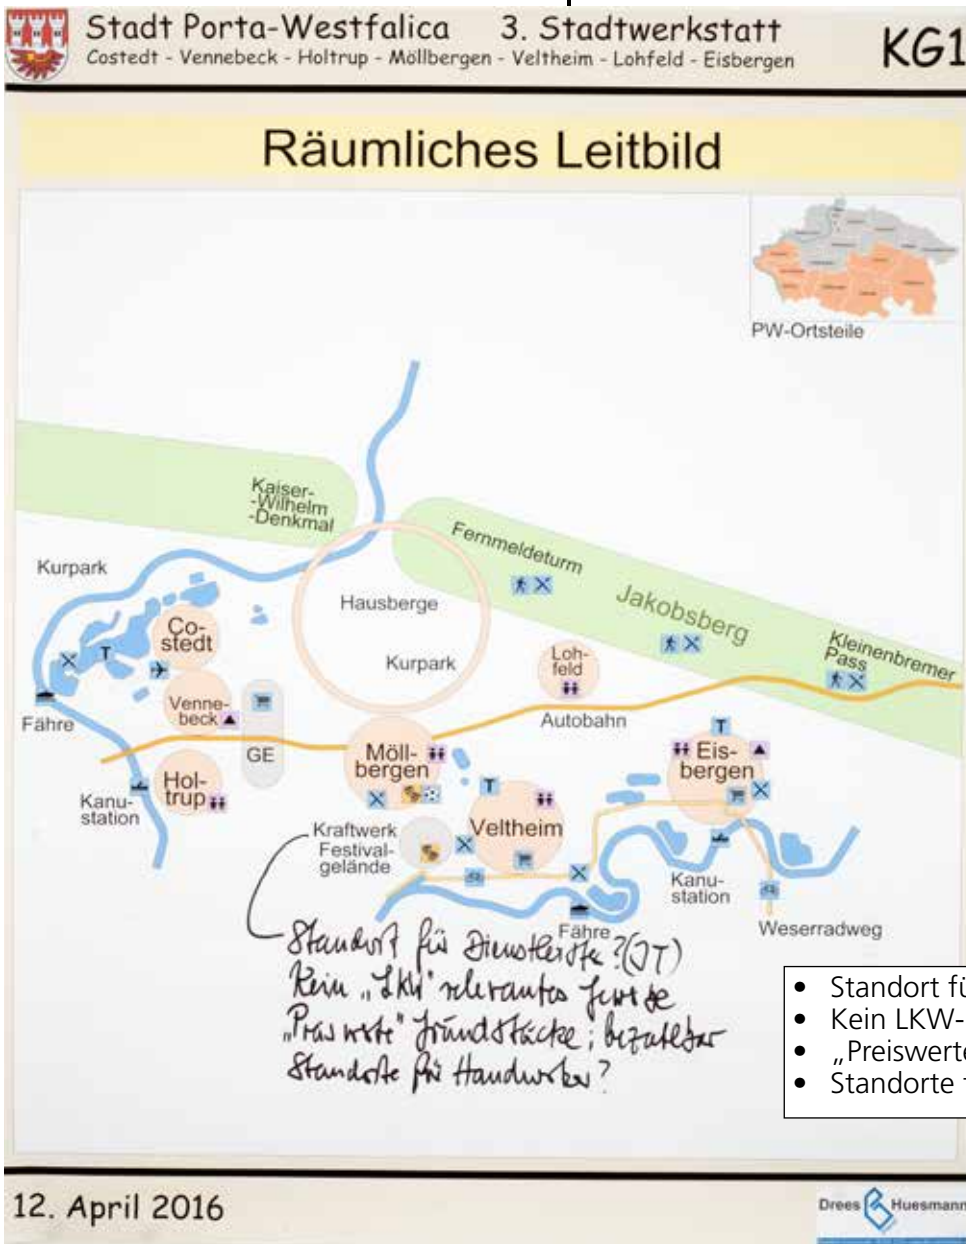 Stadt Porta-Westfalica 3. Stadtwerkstatt
Costedt - Vennebeck - Holtrup - Möllbergen - Veltheim - Lohfeld - Eisbergen
KG1
Räumliches Leitbild
PW-Ortsteile
Kaiser-
-Wilhelm
-Denkmal
Fernmeldeturm
Kurpark
Hausberge
Jakobsberg
Co-
stedt
T
Kurpark
Loh-
feld
Kleinenbremer
Pass
Venne-
beck
Fähre
Autobahn
GE
Möll-
bergen
T
Eis-
bergen
Hol-
trup
T
Kanu-
station
Kraftwerk
Festival-
gelände
Veltheim
Kanu-
station
Fähre
Weserradweg
Standort für Dienstleister? (JT)
Kein "LKW" relevantes Gewerbe
"Preiswerte" Grundstücke; bezahlbar
Standorte für Handwerker?
• Standort fü
• Kein LKW-
• „Preiswerte
• Standorte
12. April 2016
Drees Huesmann